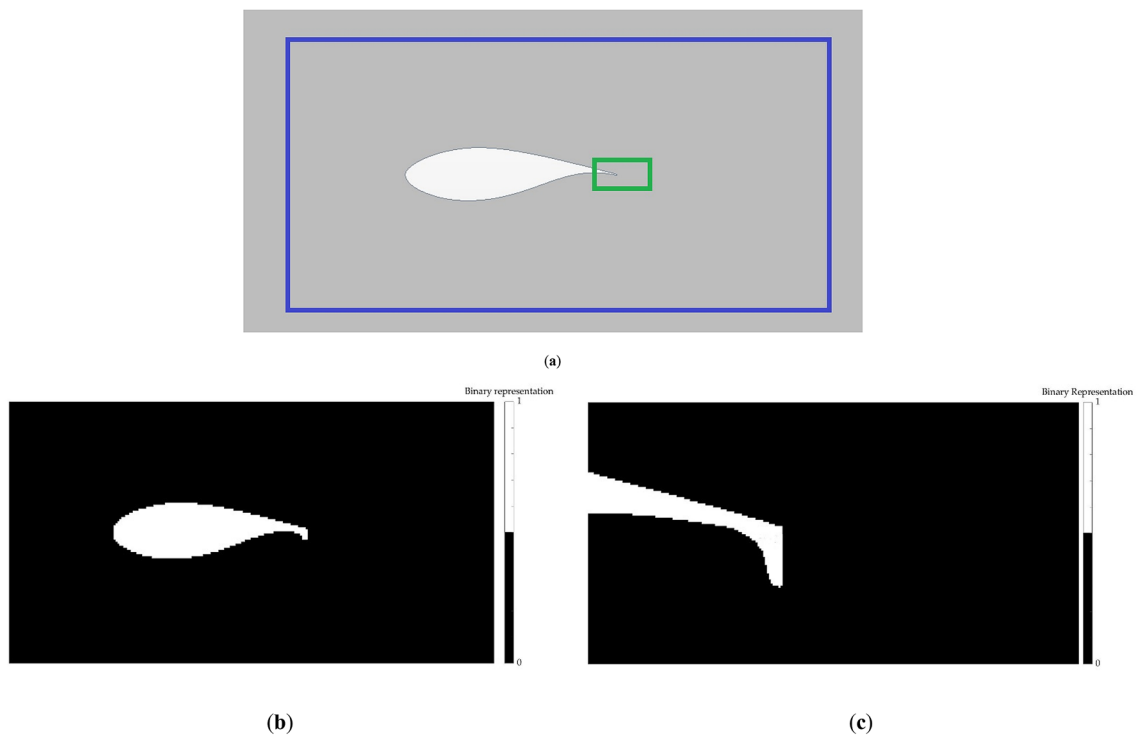 (a)
Binary representation
1
0
(b)
Binary Representation
1
0
(c)